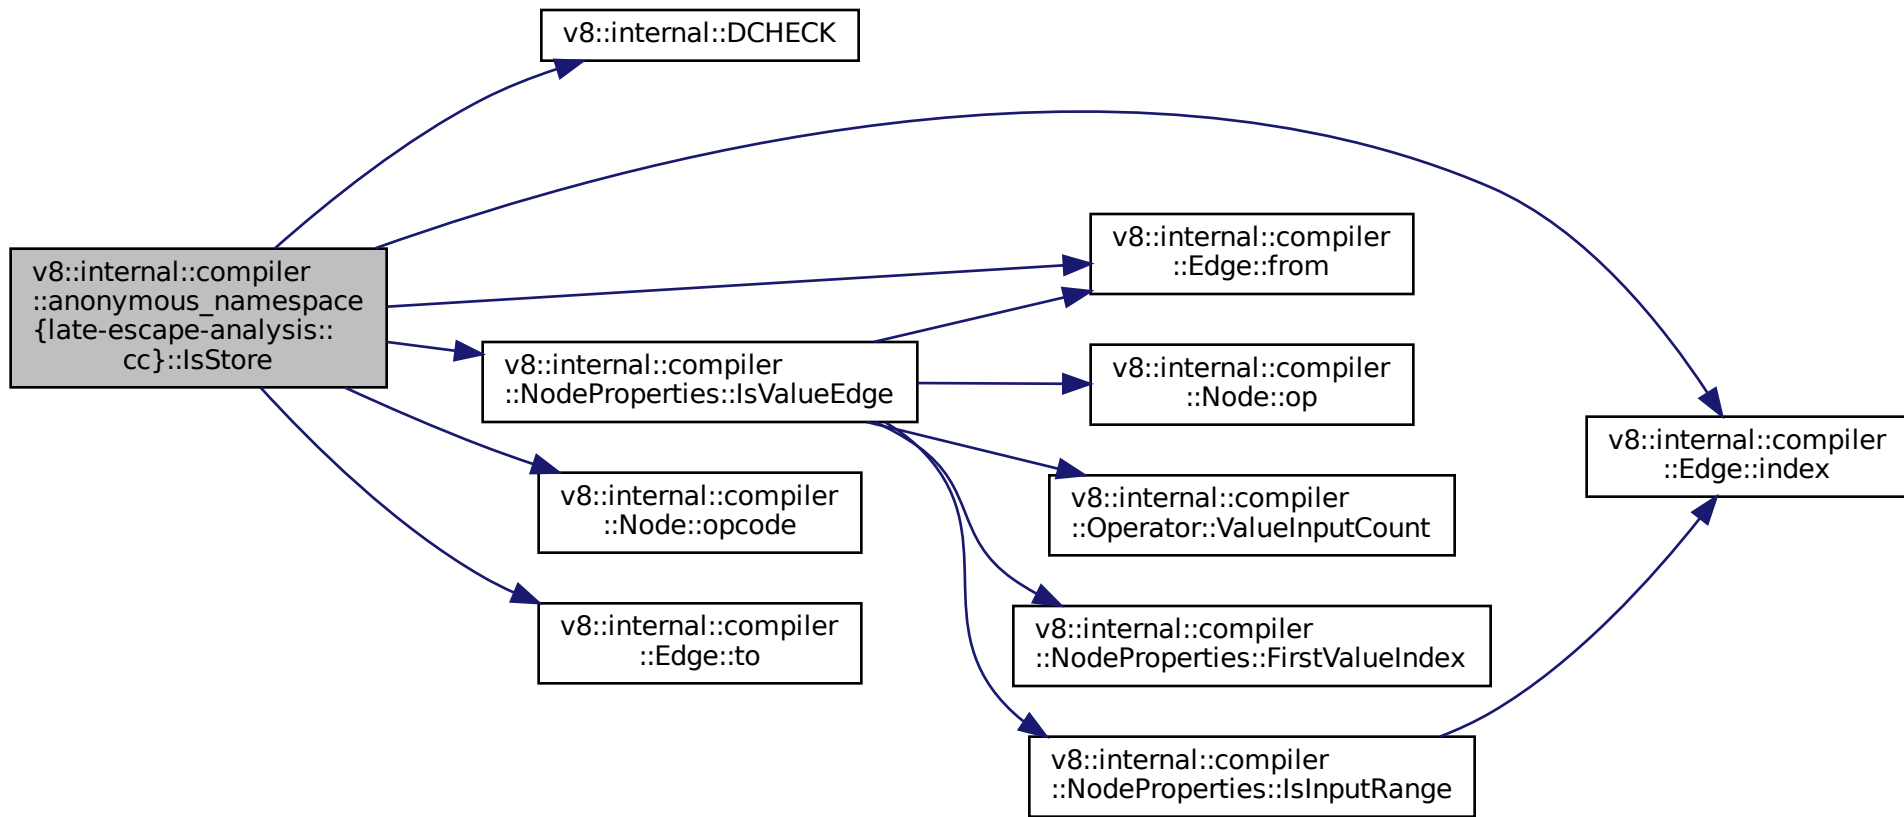 v8::internal::DCHECK
v8::internal::compiler
::anonymous_namespace
{late-escape-analysis::
cc}::IsStore
v8::internal::compiler
::NodeProperties::IsValueEdge
v8::internal::compiler
::Node::opcode
v8::internal::compiler
::Edge::to
v8::internal::compiler
::Edge::from
v8::internal::compiler
::Node::op
v8::internal::compiler
::Operator::ValueInputCount
v8::internal::compiler
::NodeProperties::FirstValueIndex
v8::internal::compiler
::NodeProperties::IsInputRange
v8::internal::compiler
::Edge::index